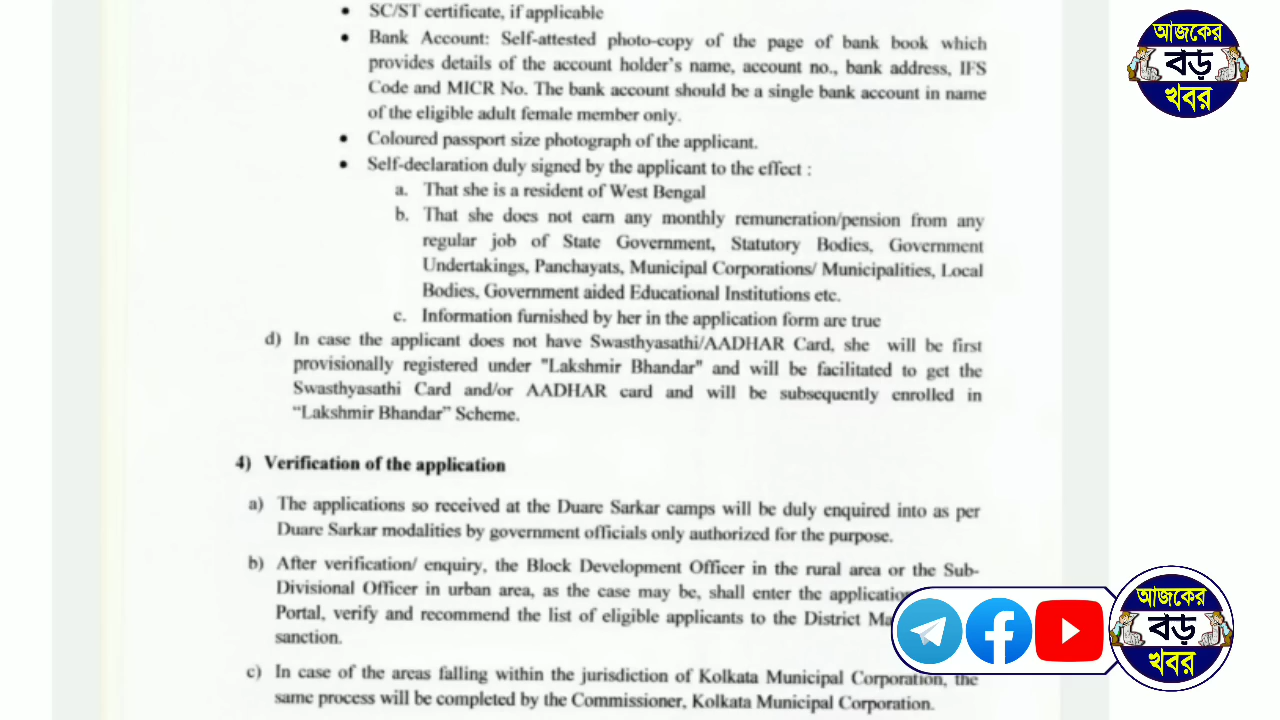 • SC/ST certificate, if applicable
• Bank Account: Self-attested photo-copy of the page of bank book which
provides details of the account holder's name, account no., bank address, IFS
Code and MICR No. The bank account should be a single bank account in name
of the eligible adult female member only.
• Coloured passport size photograph of the applicant.
• Self-declaration duly signed by the applicant to the effect :
a. That she is a resident of West Bengal
b. That she does not earn any monthly remuneration/pension from any
regular job of State Government, Statutory Bodies, Government
Undertakings, Panchayats, Municipal Corporations/ Municipalities, Local
Bodies, Government aided Educational Institutions etc.
c. Information furnished by her in the application form are true
d) In case the applicant does not have Swasthyasathi/AADHAR Card, she will be first
provisionally registered under "Lakshmir Bhandar" and will be facilitated to get the
Swasthyasathi Card and/or AADHAR card and will be subsequently enrolled in
“Lakshmir Bhandar” Scheme.
4) Verification of the application
a) The applications so received at the Duare Sarkar camps will be duly enquired into as per
Duare Sarkar modalities by government officials only authorized for the purpose.
b) After verification/ enquiry, the Block Development Officer in the rural area or the Sub-
Divisional Officer in urban area, as the case may be, shall enter the application
Portal, verify and recommend the list of eligible applicants to the District Ma
sanction.
c) In case of the areas falling within the jurisdiction of Kolkata Municipal Corporation, the
same process will be completed by the Commissioner, Kolkata Municipal Corporation.
আজকের
বড়
খবর
আজকের
বড়
খবর